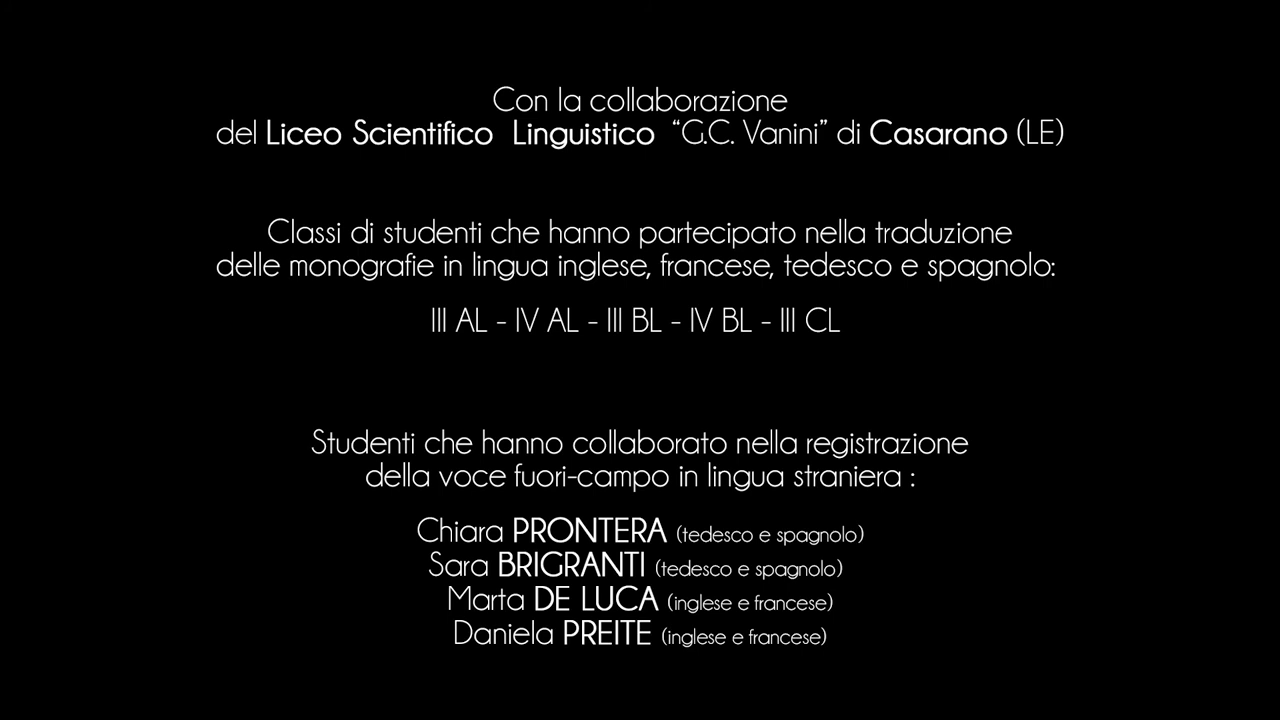 Con la collaborazione
del Liceo Scientifico Linguistico “G.C. Vanini” di Casarano (LE)
Classi di studenti che hanno partecipato nella traduzione
delle monografie in lingua inglese, francese, tedesco e spagnolo:
III AL - IV AL - III BL - IV BL - III CL
Studenti che hanno collaborato nella registrazione
della voce fuori-campo in lingua straniera :
Chiara PRONTERA (tedesco e spagnolo)
Sara BRIGRANTI (tedesco e spagnolo)
Marta DE LUCA (inglese e francese)
Daniela PREITE (inglese e francese)